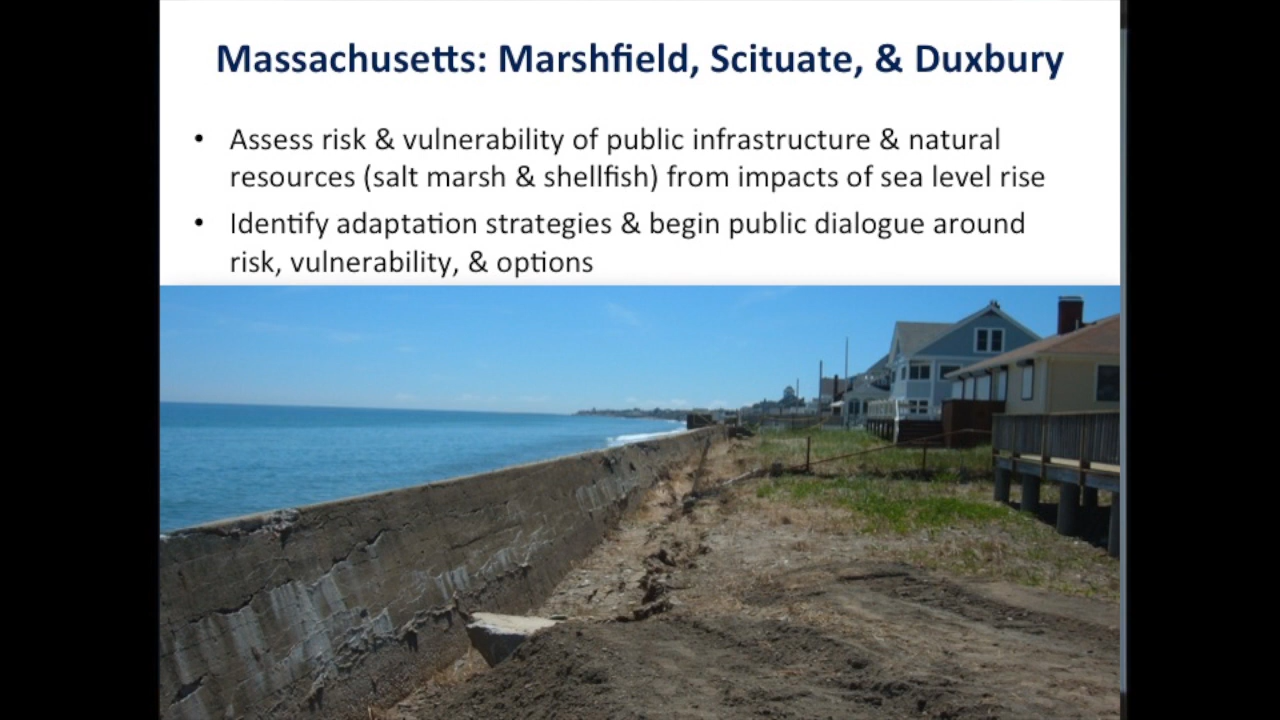 Massachusetts: Marshfield, Scituate, & Duxbury
• Assess risk & vulnerability of public infrastructure & natural
resources (salt marsh & shellfish) from impacts of sea level rise
• Identify adaptation strategies & begin public dialogue around
risk, vulnerability, & options